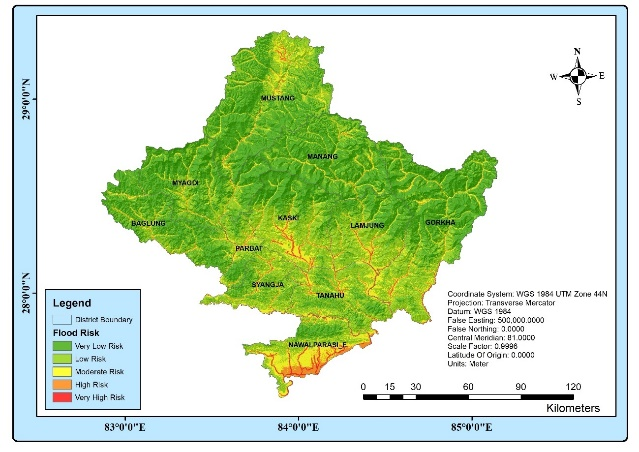 N
W E
S
29°0'0"N
28°0'0"N
MUSTANG
MANANG
MYAGDI
BAGLUNG
KASKI
LAMJUNG
GORKHA
PARBAT
SYANGJA
TANAHU
NAWALPARASI_E
Legend
District Boundary
Flood Risk
Very Low Risk
Low Risk
Moderate Risk
High Risk
Very High Risk
Coordinate System: WGS 1984 UTM Zone 44N
Projection: Transverse Mercator
Datum: WGS 1984
False Easting: 500,000.0000
False Northing: 0.0000
Central Meridian: 81.0000
Scale Factor: 0.9996
Latitude Of Origin: 0.0000
Units: Meter
0 15 30 60 90 120
Kilometers
83°0'0"E 84°0'0"E 85°0'0"E